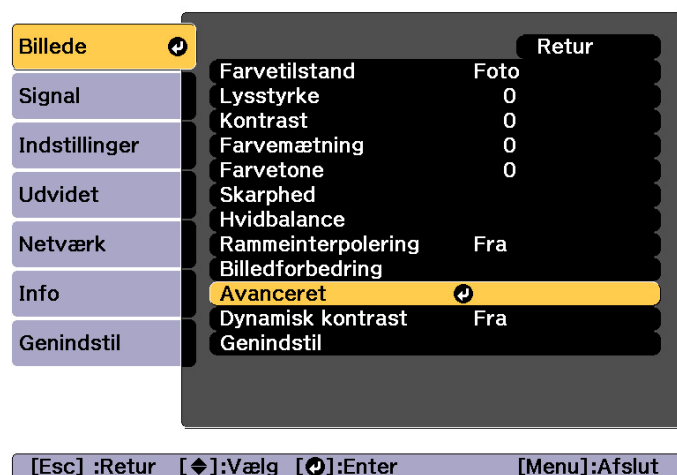 Billede
Signal
Indstillinger
Udvidet
Netværk
Info
Genindstil
Retur
Farvetilstand Foto
Lysstyrke 0
Kontrast 0
Farvemætning 0
Farvetone 0
Skarphed
Hvidbalance
Rammeinterpolering Fra
Billedforbedring
Avanceret
Dynamisk kontrast Fra
Genindstil
[Esc] :Retur [◆]:Vælg [↵]:Enter [Menu]:Afslut